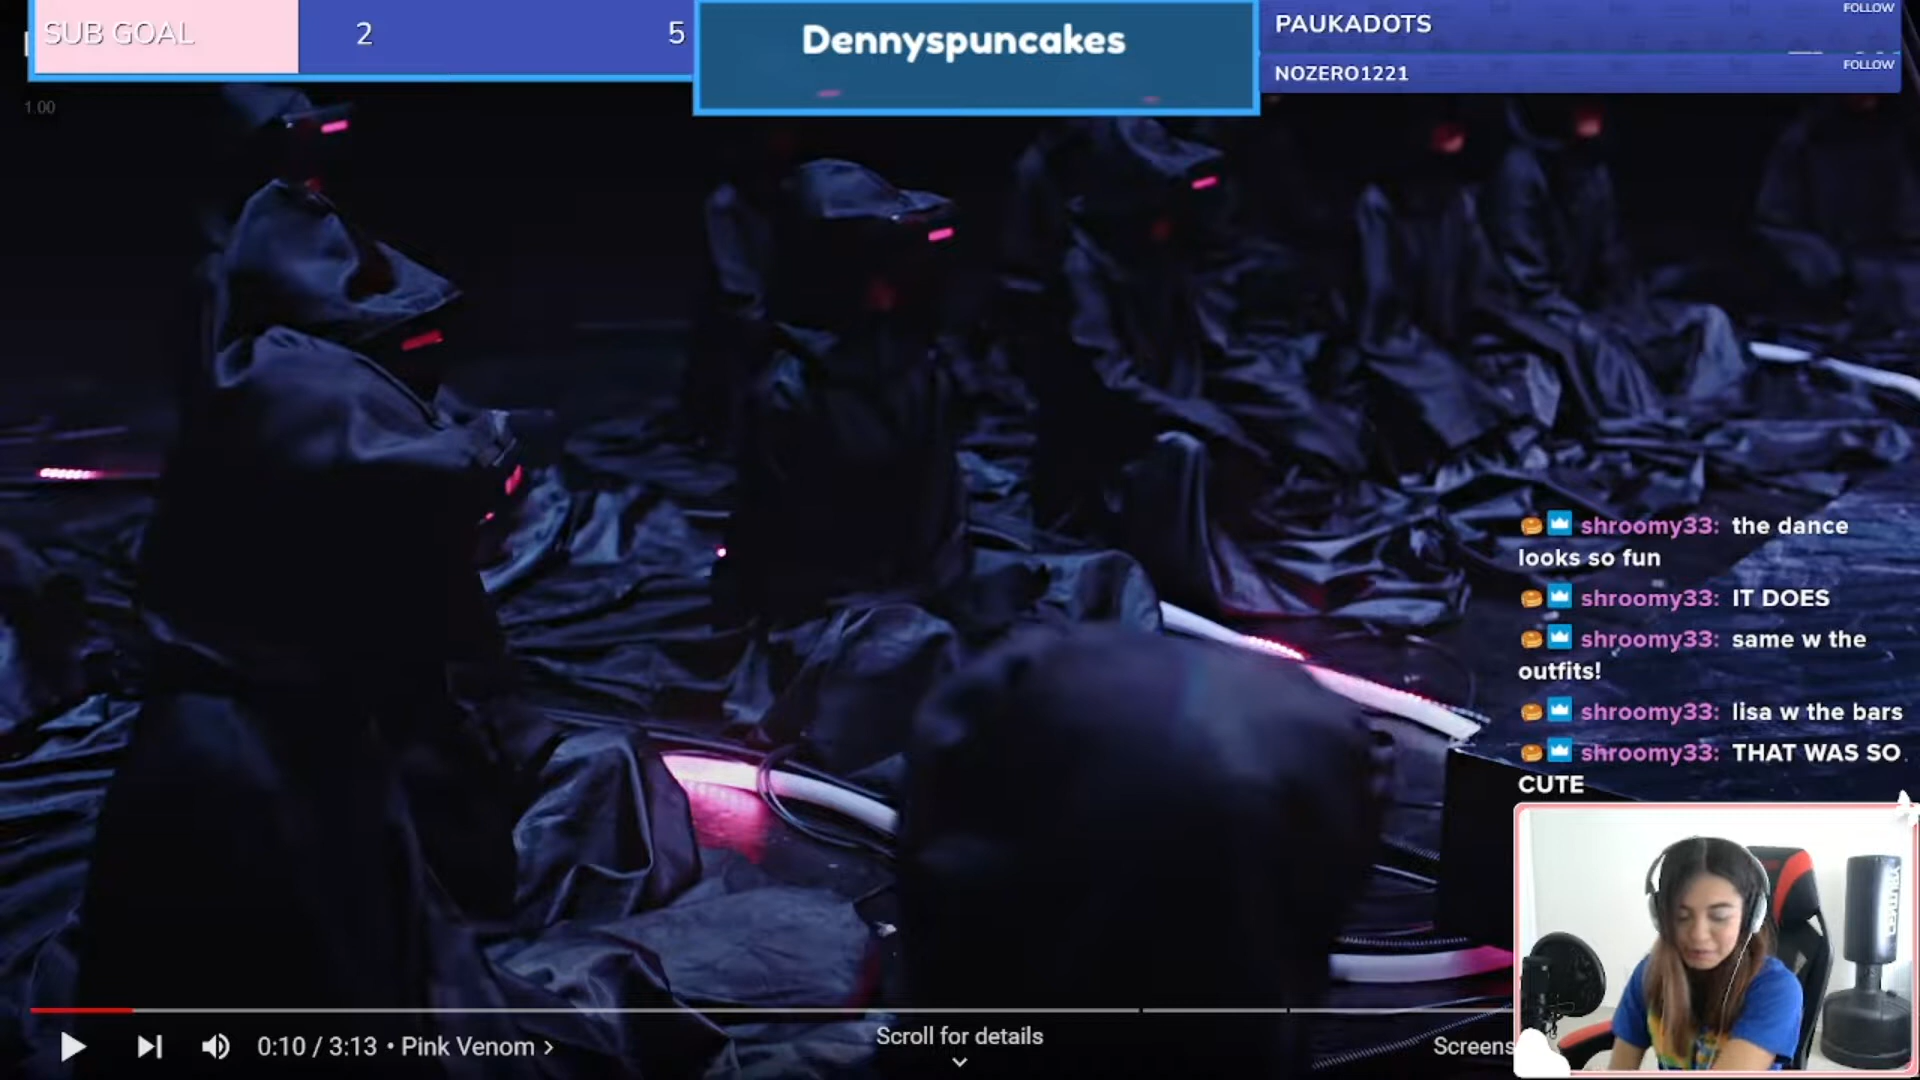 SUB GOAL 2 5
Dennyspuncakes
PAUKADOTS FOLLOW
NOZERO1221 FOLLOW
1.00
shroomy33: the dance
looks so fun
shroomy33: IT DOES
shroomy33: same w the
outfits!
shroomy33: lisa w the bars
shroomy33: THAT WAS SO
CUTE
CENTURY
0:10 / 3:13 • Pink Venom >
Scroll for details
Screens